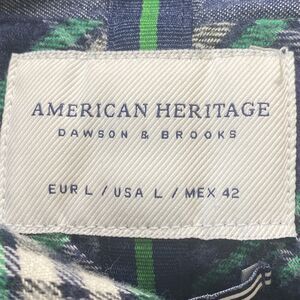 AMERICAN HERITAGE
DAWSON & BROOKS
EUR L / USA L / MEX 42